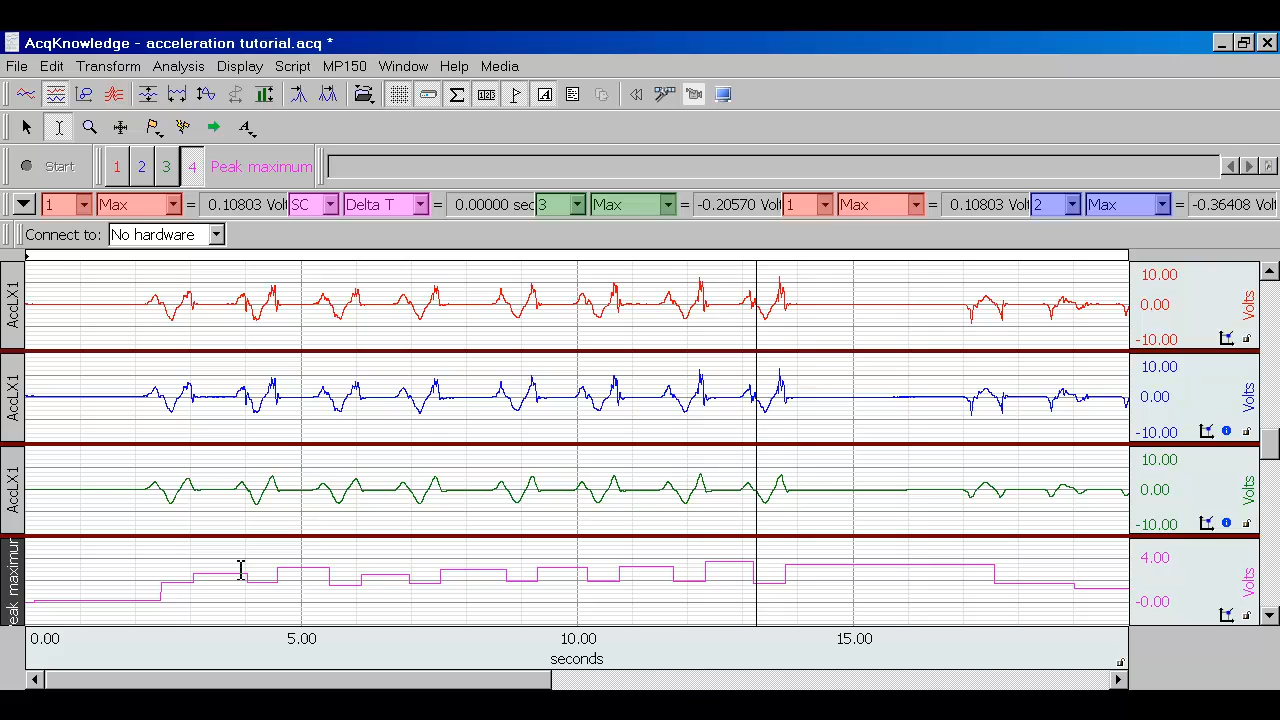 AcqKnowledge - acceleration tutorial.acq *
File Edit Transform Analysis Display Script MP150 Window Help Media
Start 1 2 3 4 Peak maximum
1 Max = 0.10803 Volt SC Delta T = 0.00000 sec 3 Max = -0.20570 Volt 1 Max = 0.10803 Volt 2 Max = -0.36408 Volt
Connect to: No hardware
AccLX1
10.00
0.00
-10.00
Volts
AccLX1
10.00
0.00
-10.00
Volts
AccLX1
10.00
0.00
-10.00
Volts
eak maximum
4.00
-0.00
Volts
0.00 5.00 10.00 15.00
seconds